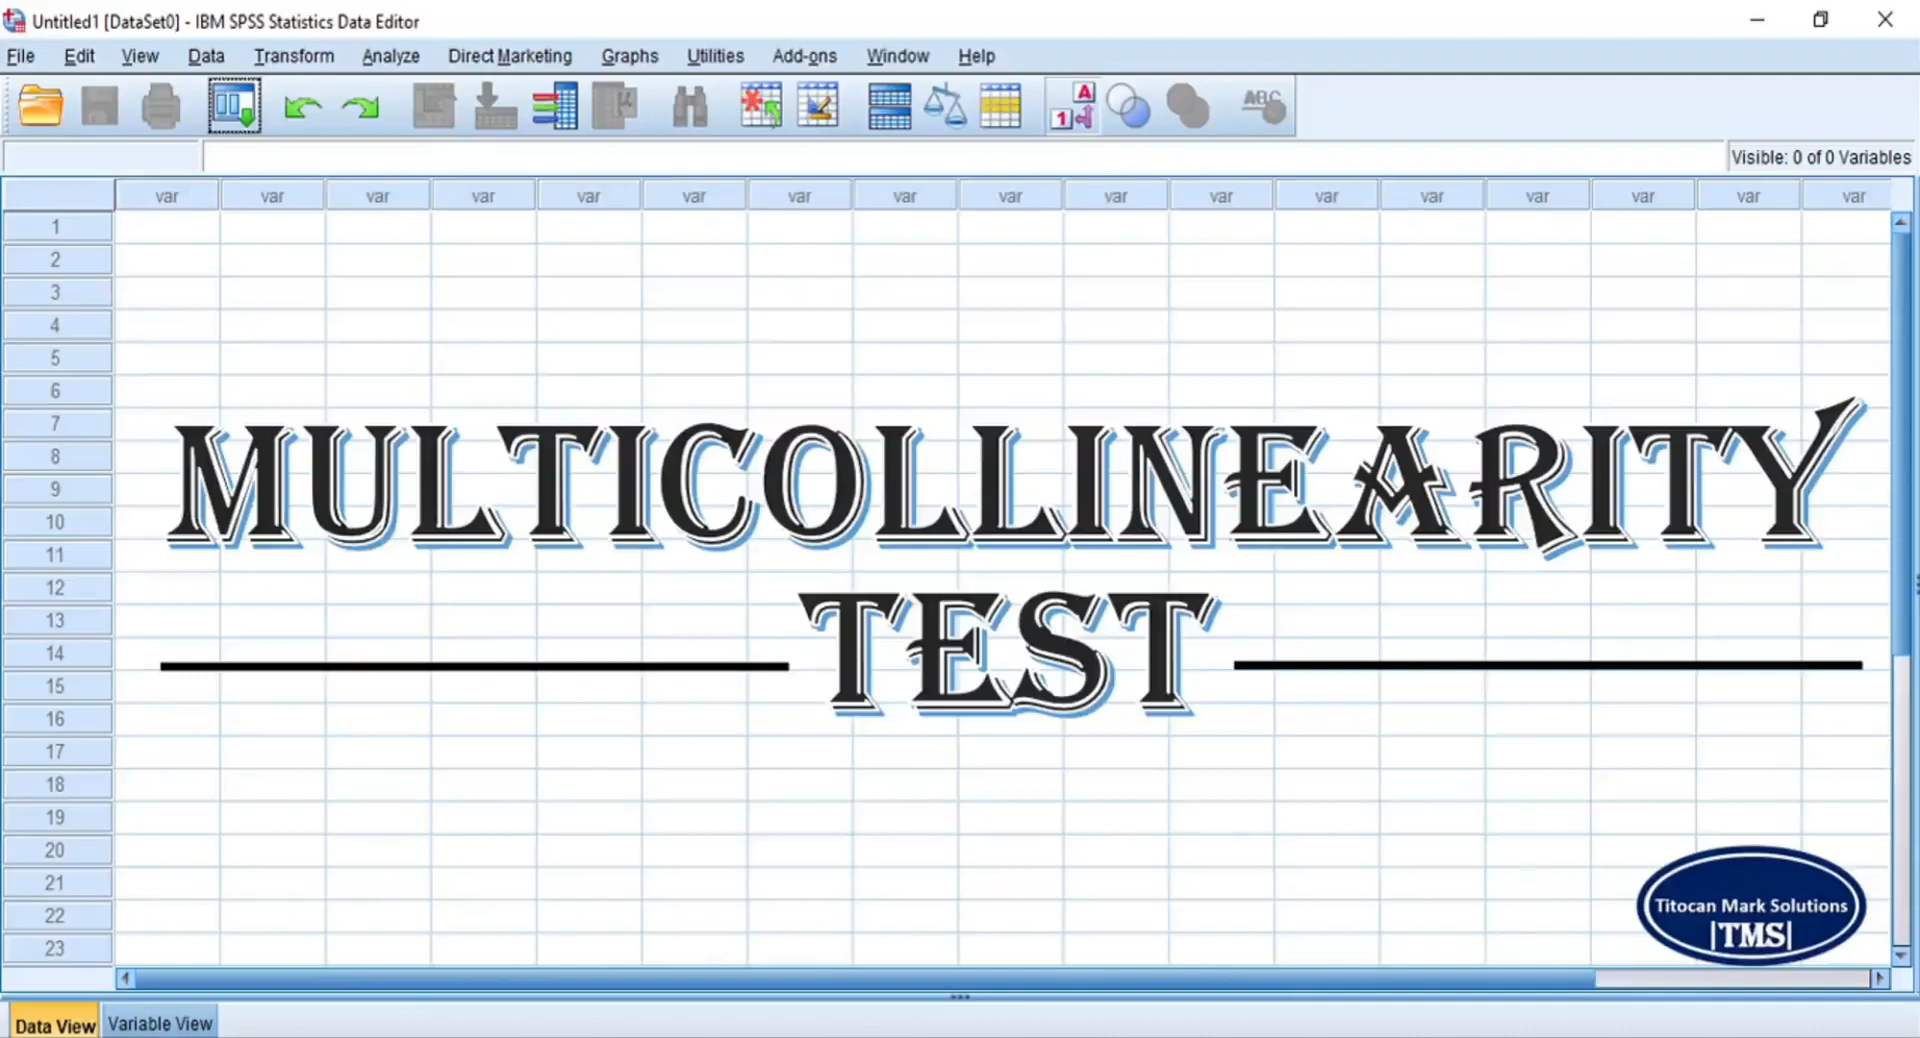 Untitled1 [DataSet0] - IBM SPSS Statistics Data Editor
File Edit View Data Transform Analyze Direct Marketing Graphs Utilities Add-ons Window Help
A
1
ABC
Visible: 0 of 0 Variables
var var var var var var var var var var var var var var var var var
1
2
3
4
5
6
7
8
9
10
11
12
13
14
15
16
17
18
19
20
21
22
23
MULTICOLLINEARITY
TEST
Titocan Mark Solutions
|TMS|
Data View Variable View